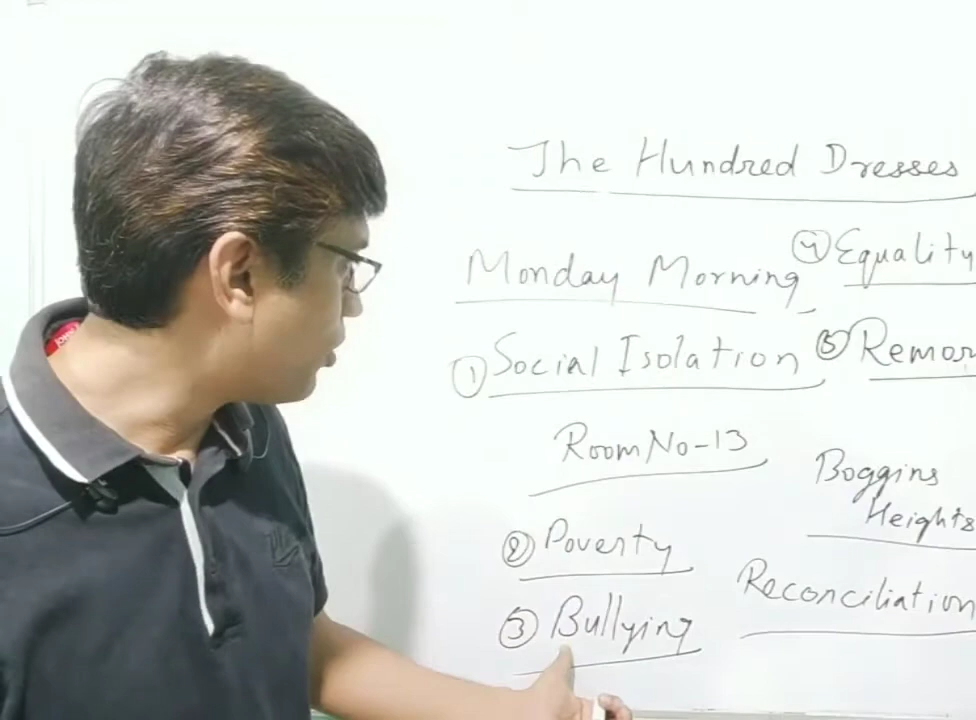 The Hundred Dresses
Monday Morning
④ Equality
① Social Isolation
⑤ Remor
Room No-13
Boggins
Heights
② Poverty
Reconciliation
③ Bullying